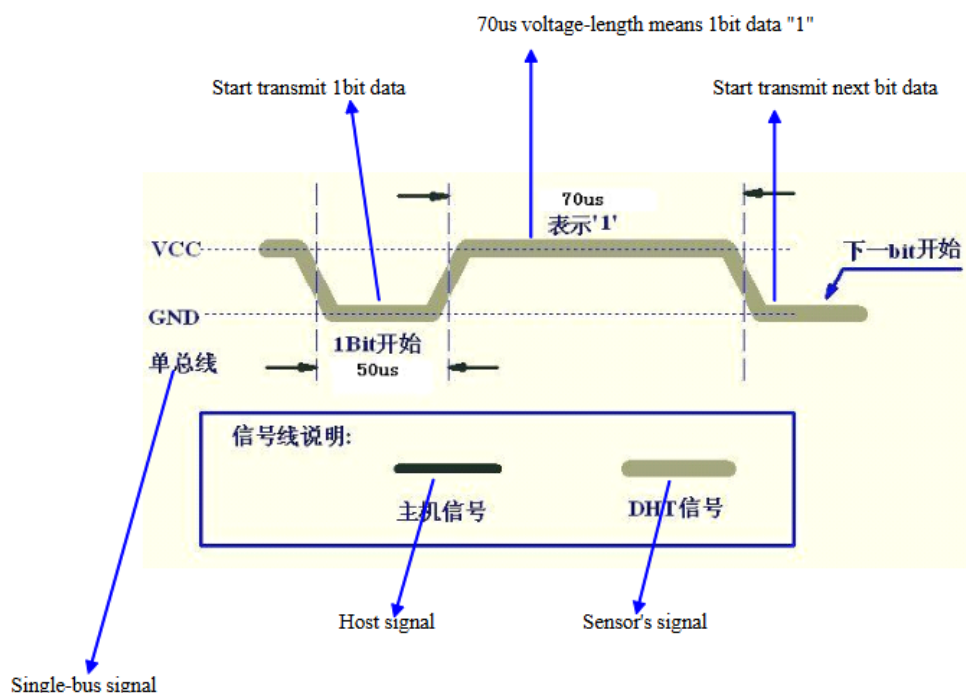 70us voltage-length means 1bit data "1"
Start transmit 1bit data
Start transmit next bit data
70us
表示'1'
VCC
下一bit开始
GND
1Bit开始
单总线
50us
信号线说明:
主机信号
DHT信号
Host signal
Sensor's signal
Single-bus signal